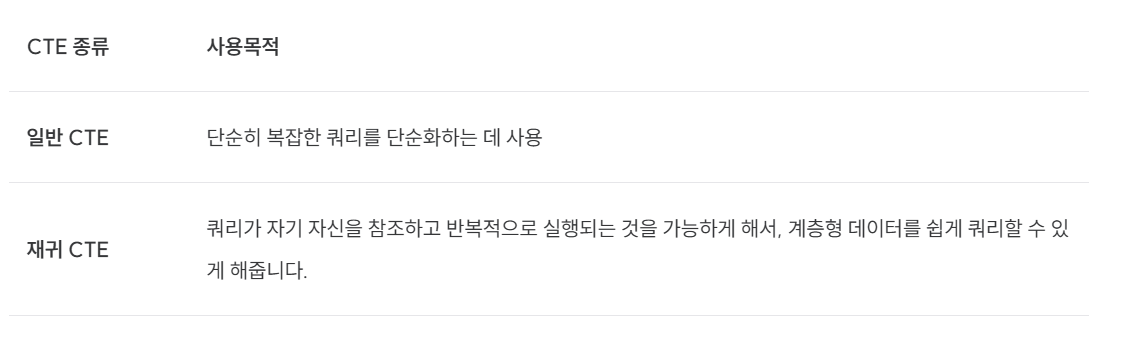 CTE 종류 사용목적
일반 CTE 단순히 복잡한 쿼리를 단순화하는 데 사용
재귀 CTE 쿼리가 자기 자신을 참조하고 반복적으로 실행되는 것을 가능하게 해서, 계층형 데이터를 쉽게 쿼리할 수 있
게 해줍니다.